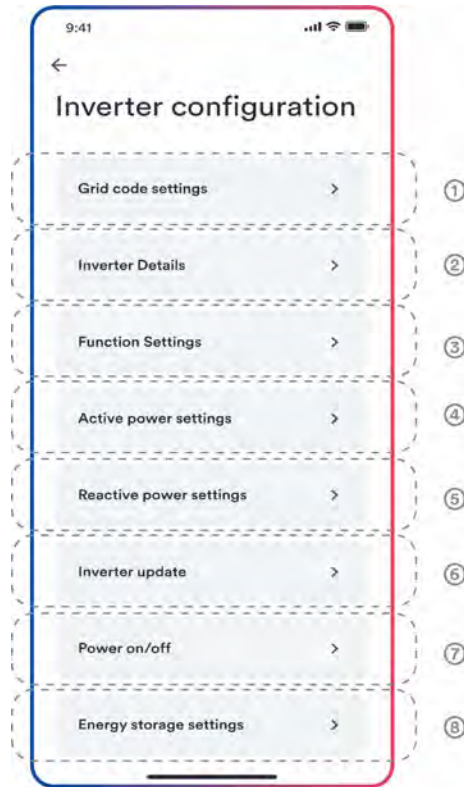 9:41
Inverter configuration
Grid code settings
①
Inverter Details
②
Function Settings
③
Active power settings
④
Reactive power settings
⑤
Inverter update
⑥
Power on/off
⑦
Energy storage settings
⑧